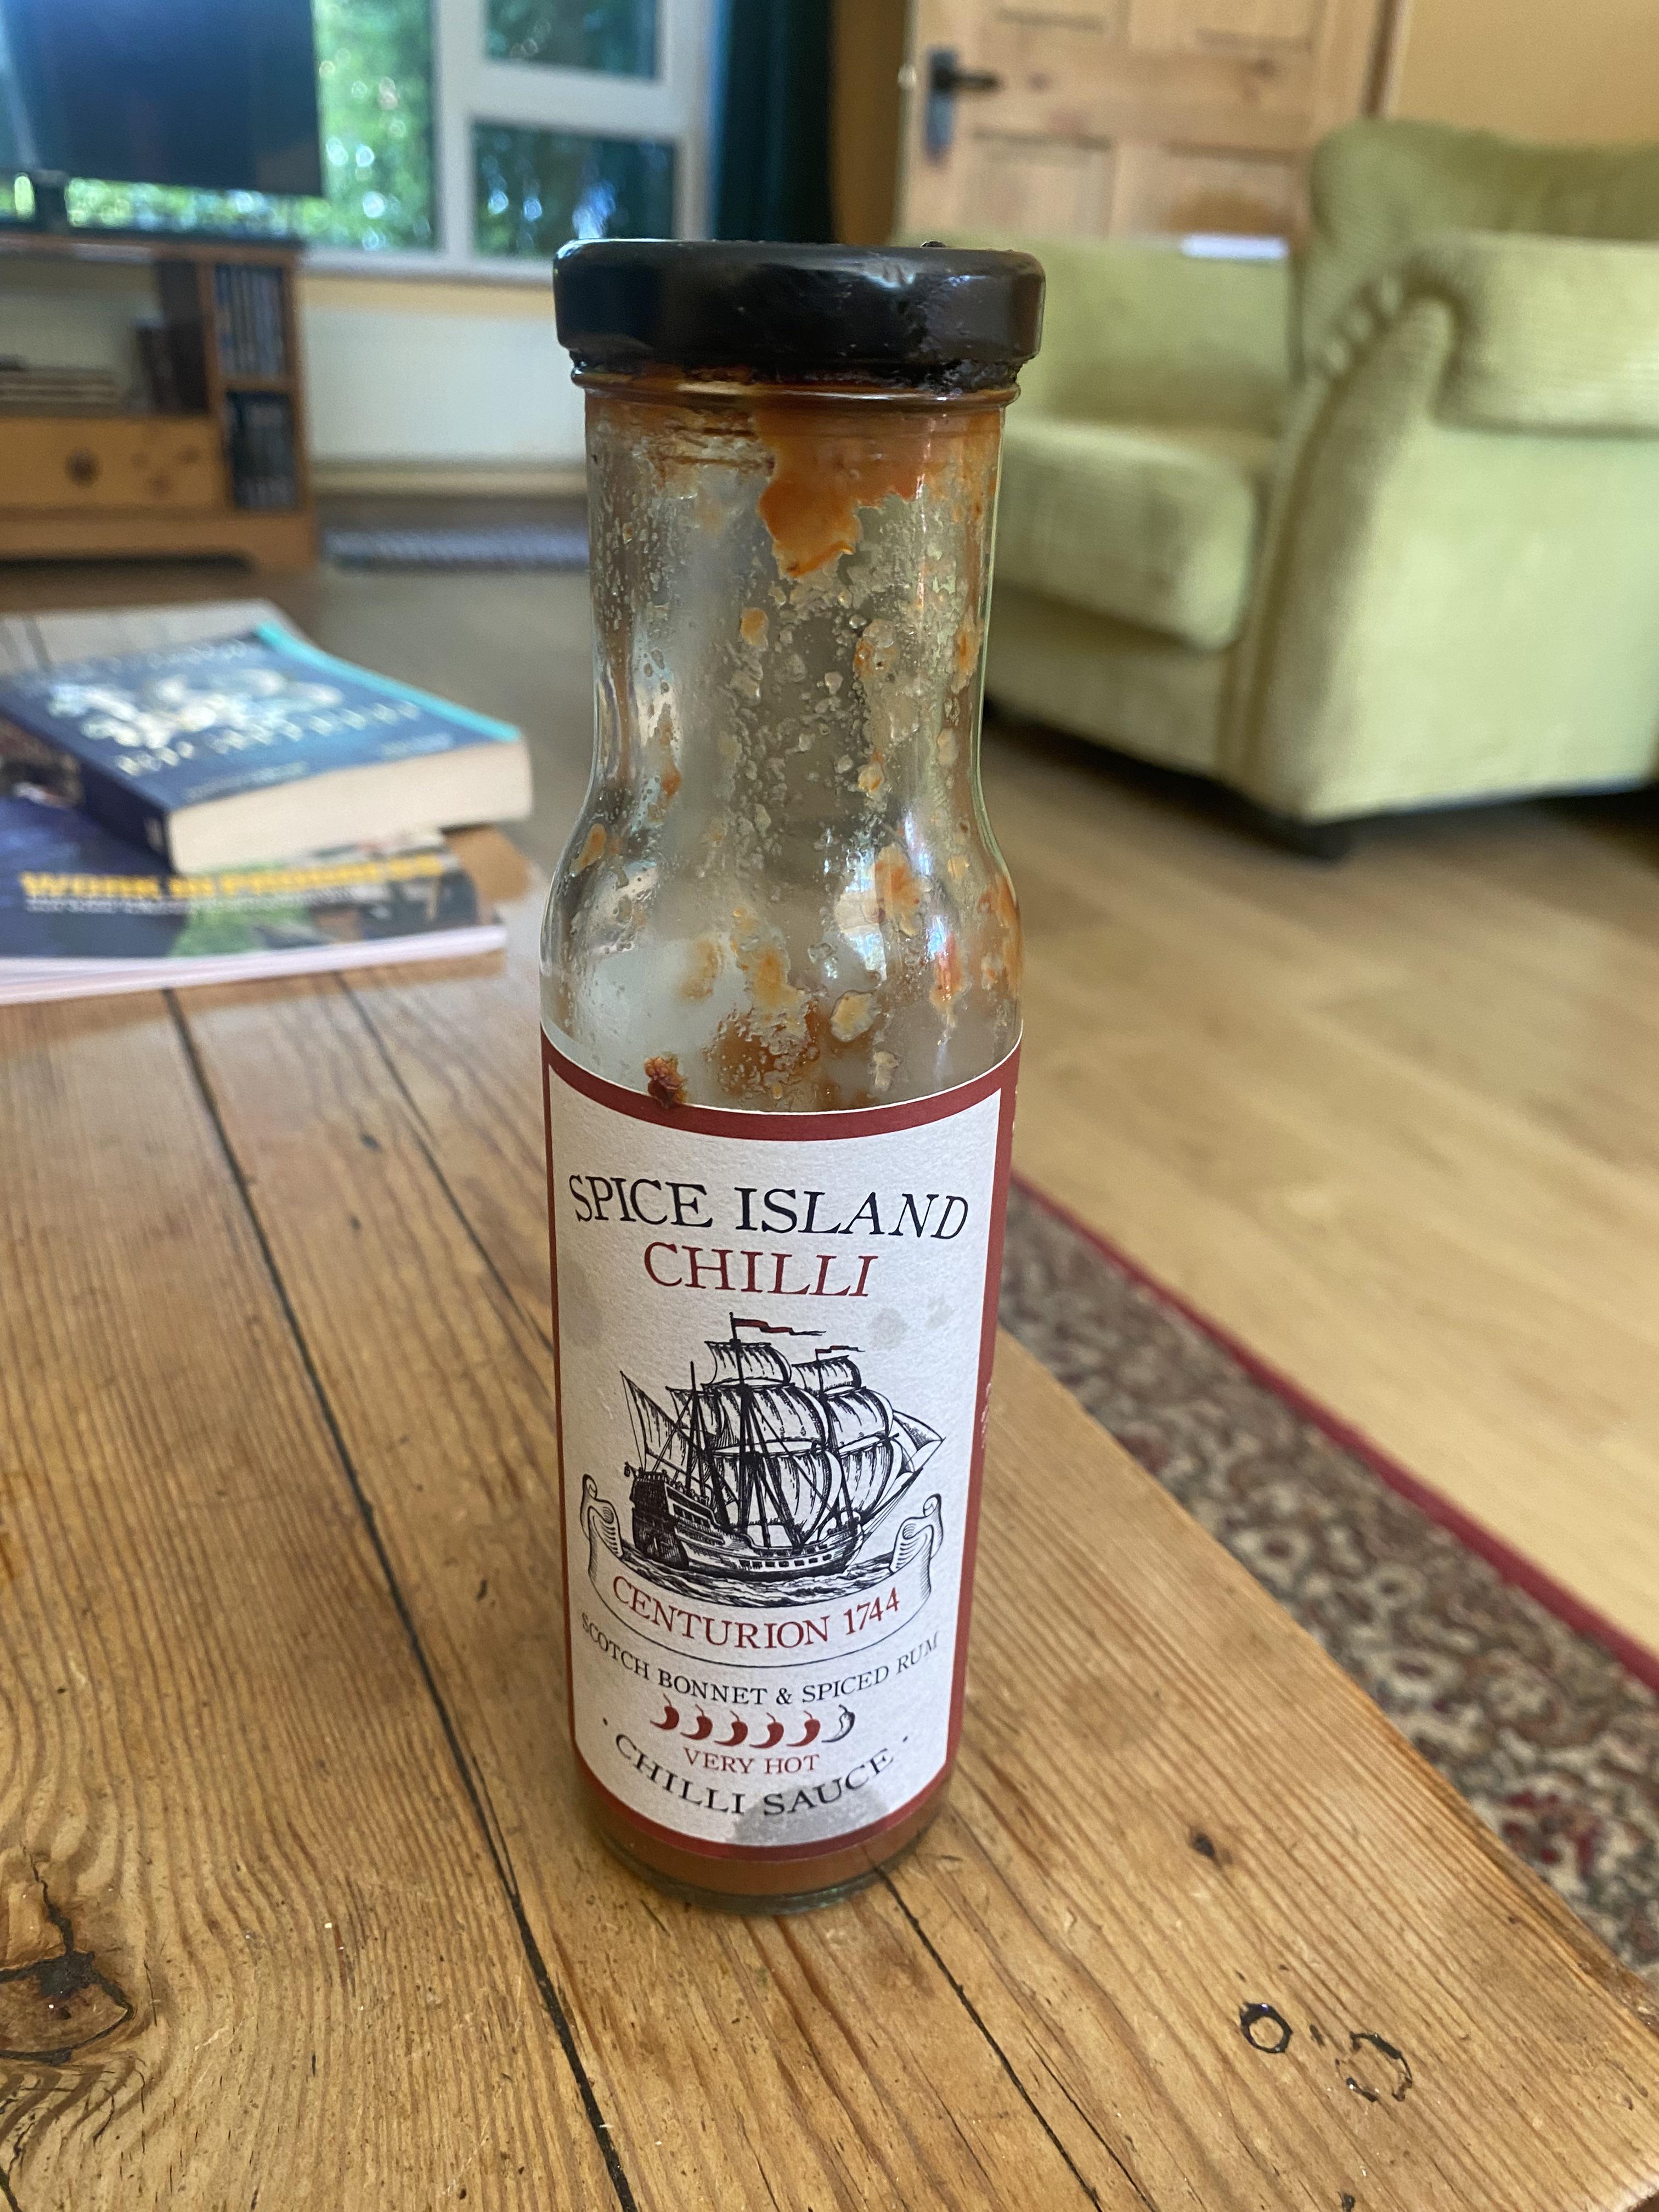 WORK IN PROGRESS
SPICE ISLAND
CHILLI
CENTURION 1744
SCOTCH BONNET & SPICED RUM
VERY HOT
· CHILLI SAUCE ·